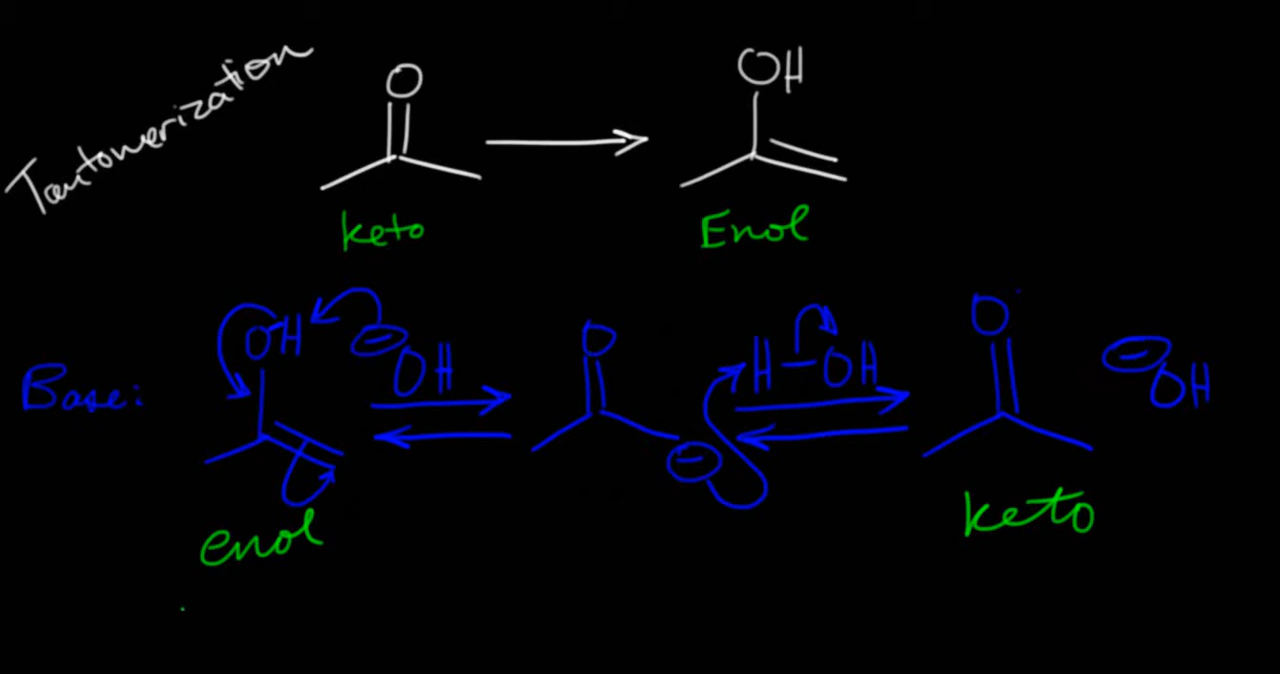 Tautomerization
O
OH
keto
Enol
Base:
OH
⊖
OH
O
⊖
H-OH
O
⊖
OH
enol
keto